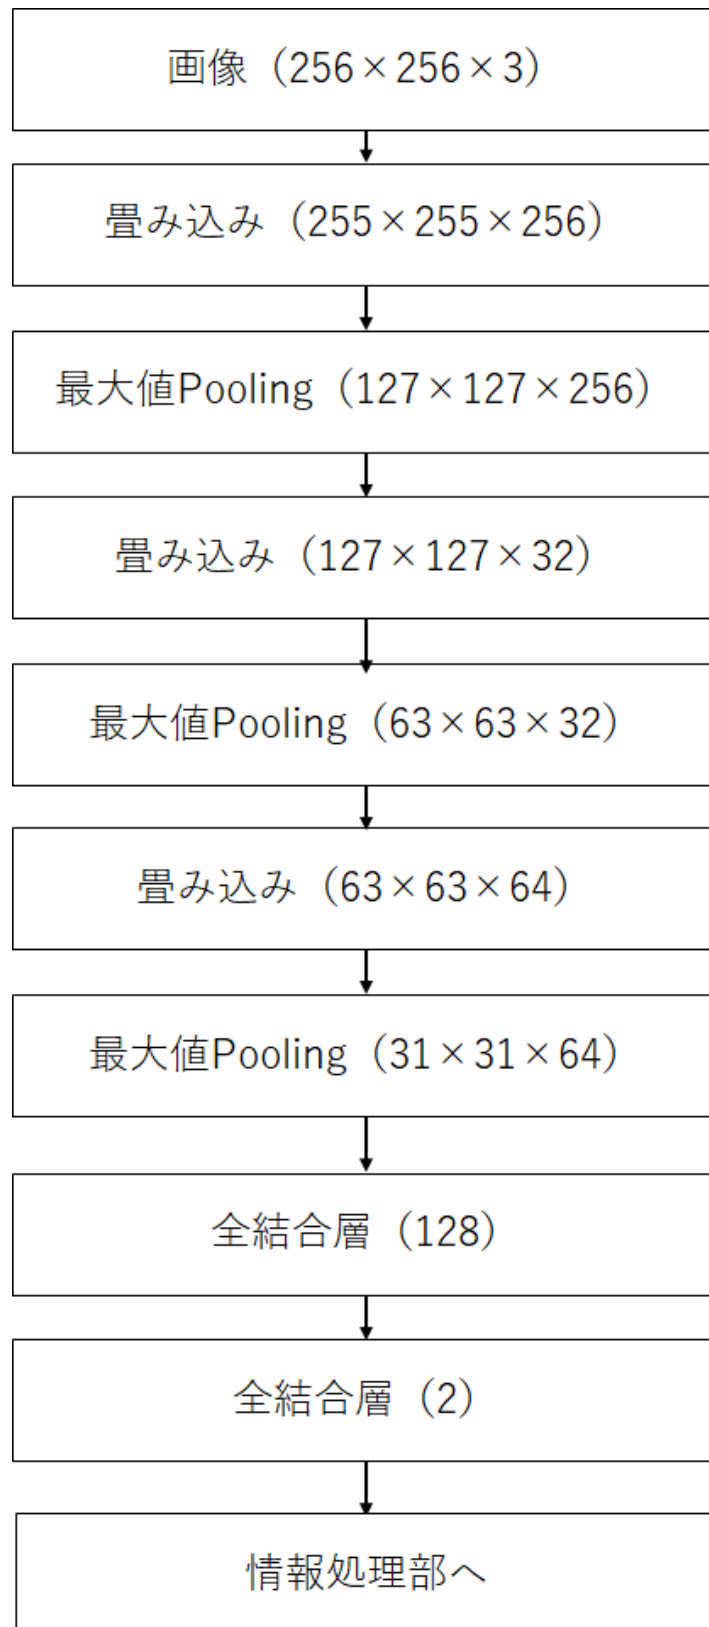 画像（256×256×3）
畳み込み（255×255×256）
最大値Pooling（127×127×256）
畳み込み（127×127×32）
最大値Pooling（63×63×32）
畳み込み（63×63×64）
最大値Pooling（31×31×64）
全結合層（128）
全結合層（2）
情報処理部へ